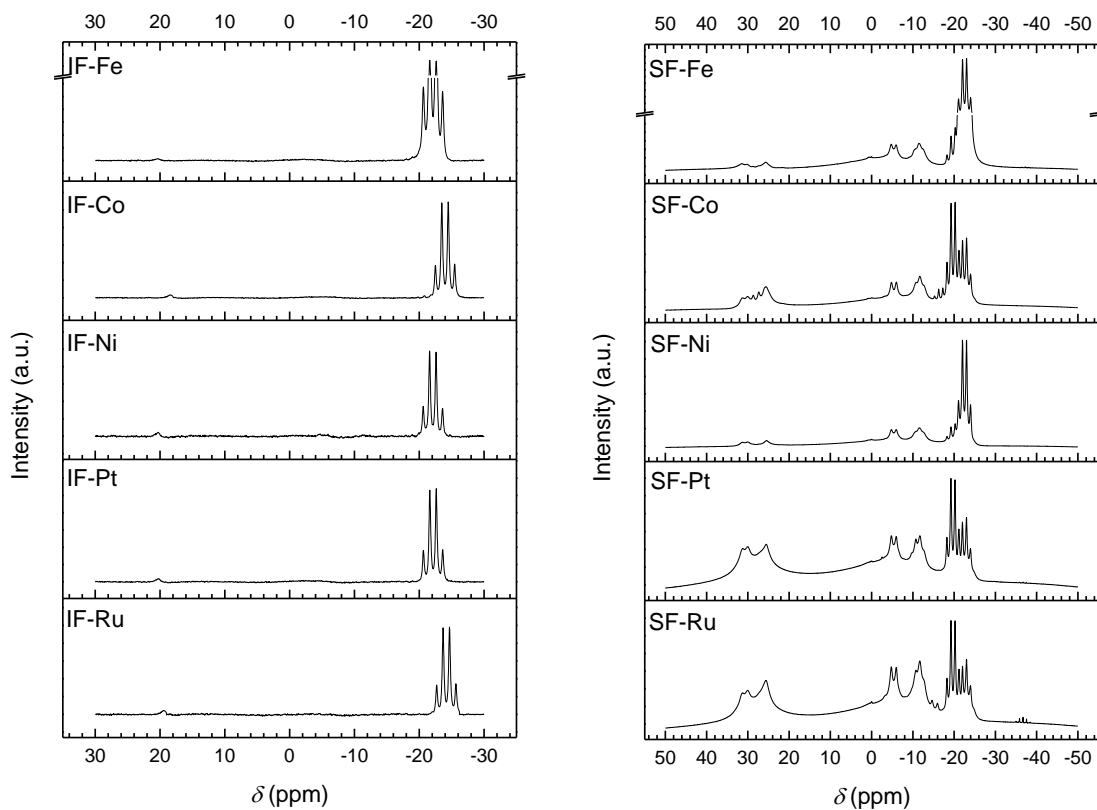 30 20 10 0 -10 -20 -30
IF-Fe
IF-Co
IF-Ni
IF-Pt
IF-Ru
30 20 10 0 -10 -20 -30
δ (ppm)
Intensity (a.u.)
50 40 30 20 10 0 -10 -20 -30 -40 -50
SF-Fe
SF-Co
SF-Ni
SF-Pt
SF-Ru
50 40 30 20 10 0 -10 -20 -30 -40 -50
δ (ppm)
Intensity (a.u.)